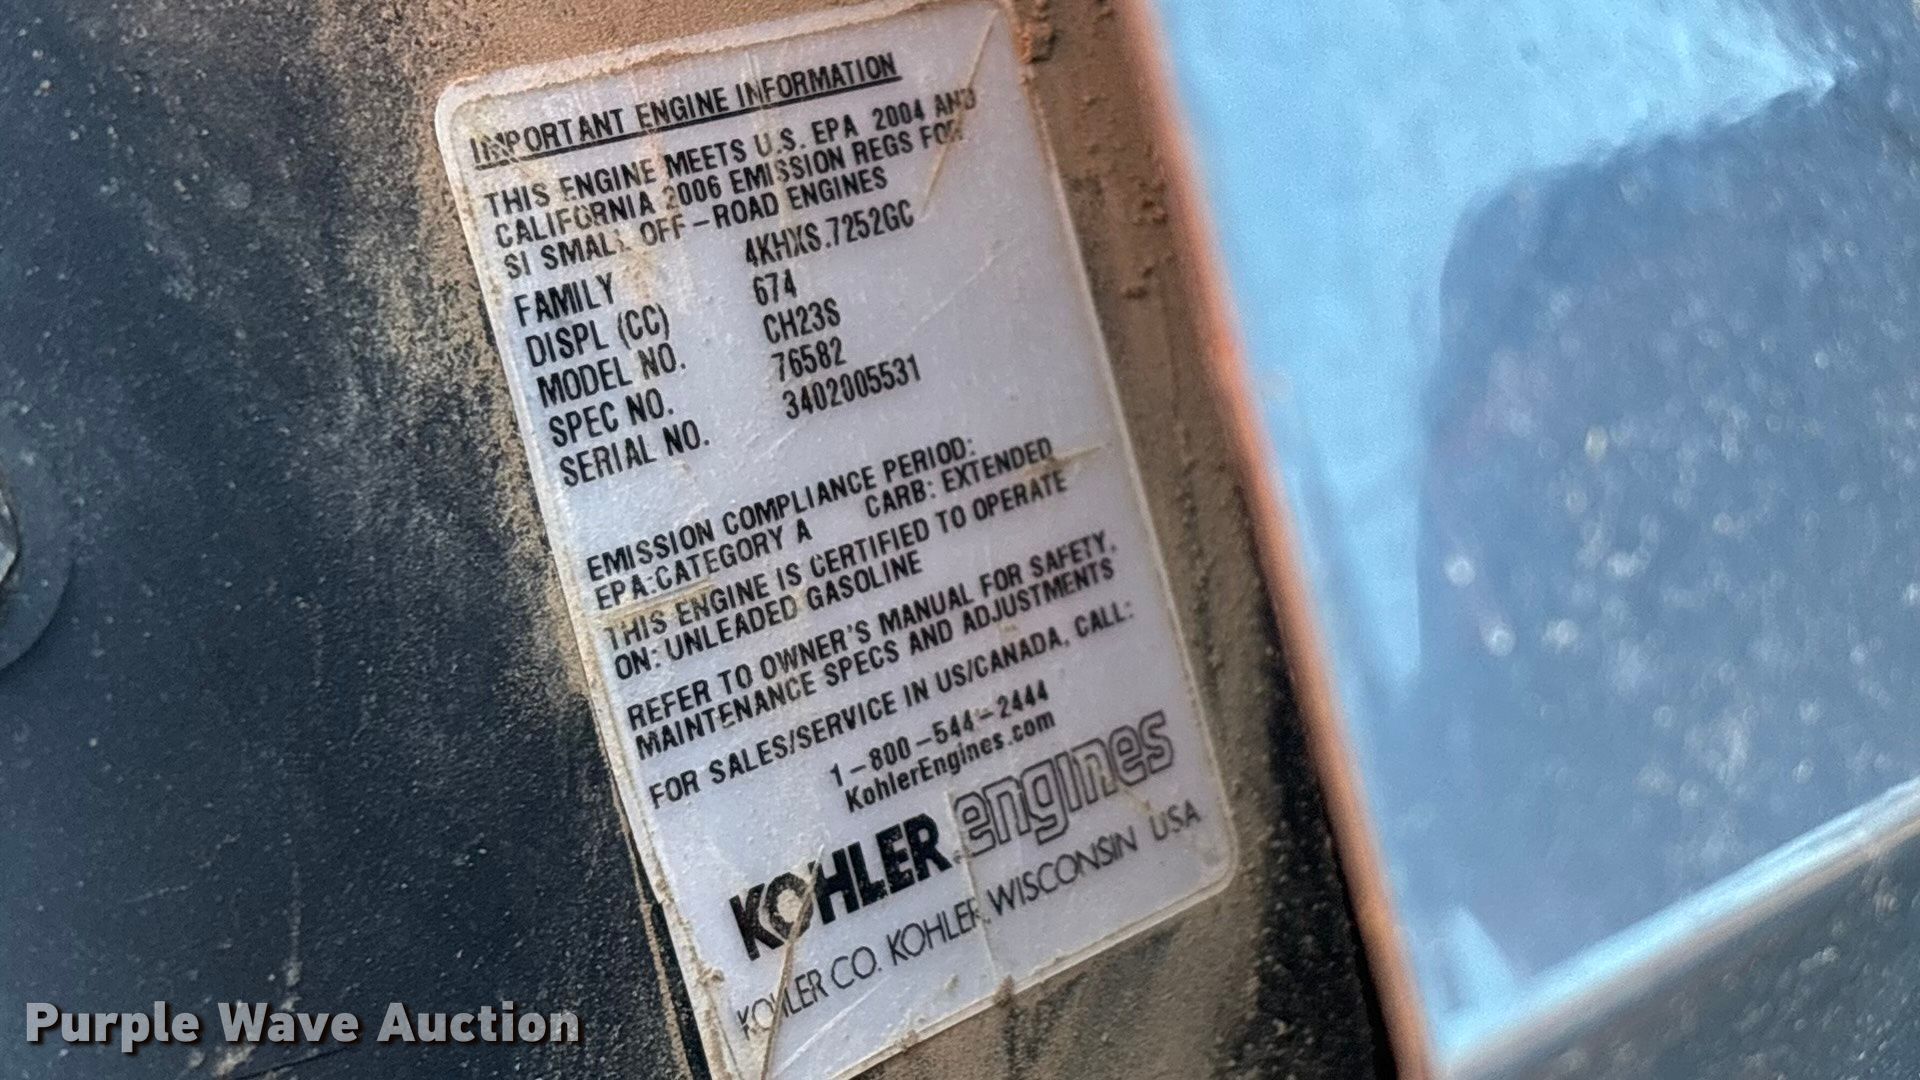 IMPORTANT ENGINE INFORMATION
THIS ENGINE MEETS U.S. EPA 2004 AND
CALIFORNIA 2006 EMISSION REGS FOR
SI SMALL OFF-ROAD ENGINES
FAMILY 4KHXS.7252GC
DISPL (CC) 674
MODEL NO. CH23S
SPEC NO. 76582
SERIAL NO. 3402005531
EMISSION COMPLIANCE PERIOD:
EPA:CATEGORY A CARB: EXTENDED
THIS ENGINE IS CERTIFIED TO OPERATE
ON: UNLEADED GASOLINE
REFER TO OWNER'S MANUAL FOR SAFETY,
MAINTENANCE SPECS AND ADJUSTMENTS
FOR SALES/SERVICE IN US/CANADA, CALL:
1-800-544-2444
KohlerEngines.com
KOHLER engines
KOHLER CO. KOHLER, WISCONSIN USA
Purple Wave Auction